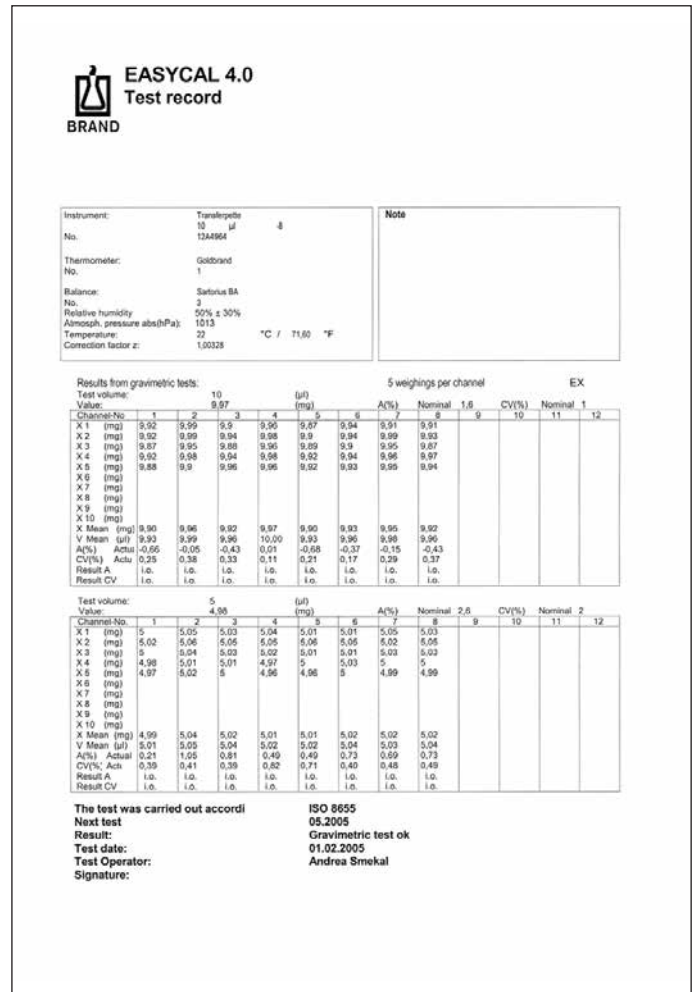 EASYCAL 4.0
Test record
BRAND
Instrument: Transferpette
10 µl -8
No. 12A4964
Thermometer: Goldbrand
No. 1
Balance: Sartorius BA
No. 3
Relative humidity 50% ± 30%
Atmosph. pressure abs(hPa): 1013
Temperature: 22 °C / 71,60 °F
Correction factor z: 1,00328
Note
Results from gravimetric tests: 5 weighings per channel EX
Test volume: 10 (µl)
Value: 9,97 (mg) A(%) Nominal 1,6 CV(%) Nominal 1
Channel-No 1 2 3 4 5 6 7 8 9 10 11 12
X 1 (mg) 9,92 9,99 9,9 9,96 9,87 9,94 9,91 9,91
X 2 (mg) 9,92 9,99 9,94 9,98 9,9 9,94 9,99 9,93
X 3 (mg) 9,87 9,95 9,88 9,96 9,89 9,9 9,95 9,87
X 4 (mg) 9,92 9,98 9,94 9,98 9,92 9,94 9,96 9,97
X 5 (mg) 9,88 9,9 9,96 9,96 9,92 9,93 9,95 9,94
X 6 (mg)
X 7 (mg)
X 8 (mg)
X 9 (mg)
X 10 (mg)
X Mean (mg) 9,90 9,96 9,92 9,97 9,90 9,93 9,95 9,92
V Mean (µl) 9,93 9,99 9,96 10,00 9,93 9,96 9,98 9,96
A(%) Actu -0,66 -0,05 -0,43 0,01 -0,68 -0,37 -0,15 -0,43
CV(%) Actu 0,25 0,38 0,33 0,11 0,21 0,17 0,29 0,37
Result A i.o. i.o. i.o. i.o. i.o. i.o. i.o. i.o.
Result CV i.o. i.o. i.o. i.o. i.o. i.o. i.o. i.o.
Test volume: 5 (µl)
Value: 4,98 (mg) A(%) Nominal 2,6 CV(%) Nominal 2
Channel-No. 1 2 3 4 5 6 7 8 9 10 11 12
X 1 (mg) 5 5,05 5,03 5,04 5,01 5,01 5,05 5,03
X 2 (mg) 5,02 5,06 5,05 5,05 5,06 5,05 5,02 5,05
X 3 (mg) 5 5,04 5,03 5,02 5,01 5,01 5,03 5,03
X 4 (mg) 4,98 5,01 5,01 4,97 5 5,03 5 5
X 5 (mg) 4,97 5,02 5 4,96 4,96 5 4,99 4,99
X 6 (mg)
X 7 (mg)
X 8 (mg)
X 9 (mg)
X 10 (mg)
X Mean (mg) 4,99 5,04 5,02 5,01 5,01 5,02 5,02 5,02
V Mean (µl) 5,01 5,05 5,04 5,02 5,02 5,04 5,03 5,04
A(%) Actual 0,21 1,05 0,81 0,49 0,49 0,73 0,69 0,73
CV(%; Acti 0,39 0,41 0,39 0,82 0,71 0,40 0,48 0,49
Result A i.o. i.o. i.o. i.o. i.o. i.o. i.o. i.o.
Result CV i.o. i.o. i.o. i.o. i.o. i.o. i.o. i.o.
The test was carried out accordi ISO 8655
Next test 05.2005
Result: Gravimetric test ok
Test date: 01.02.2005
Test Operator: Andrea Smekal
Signature: